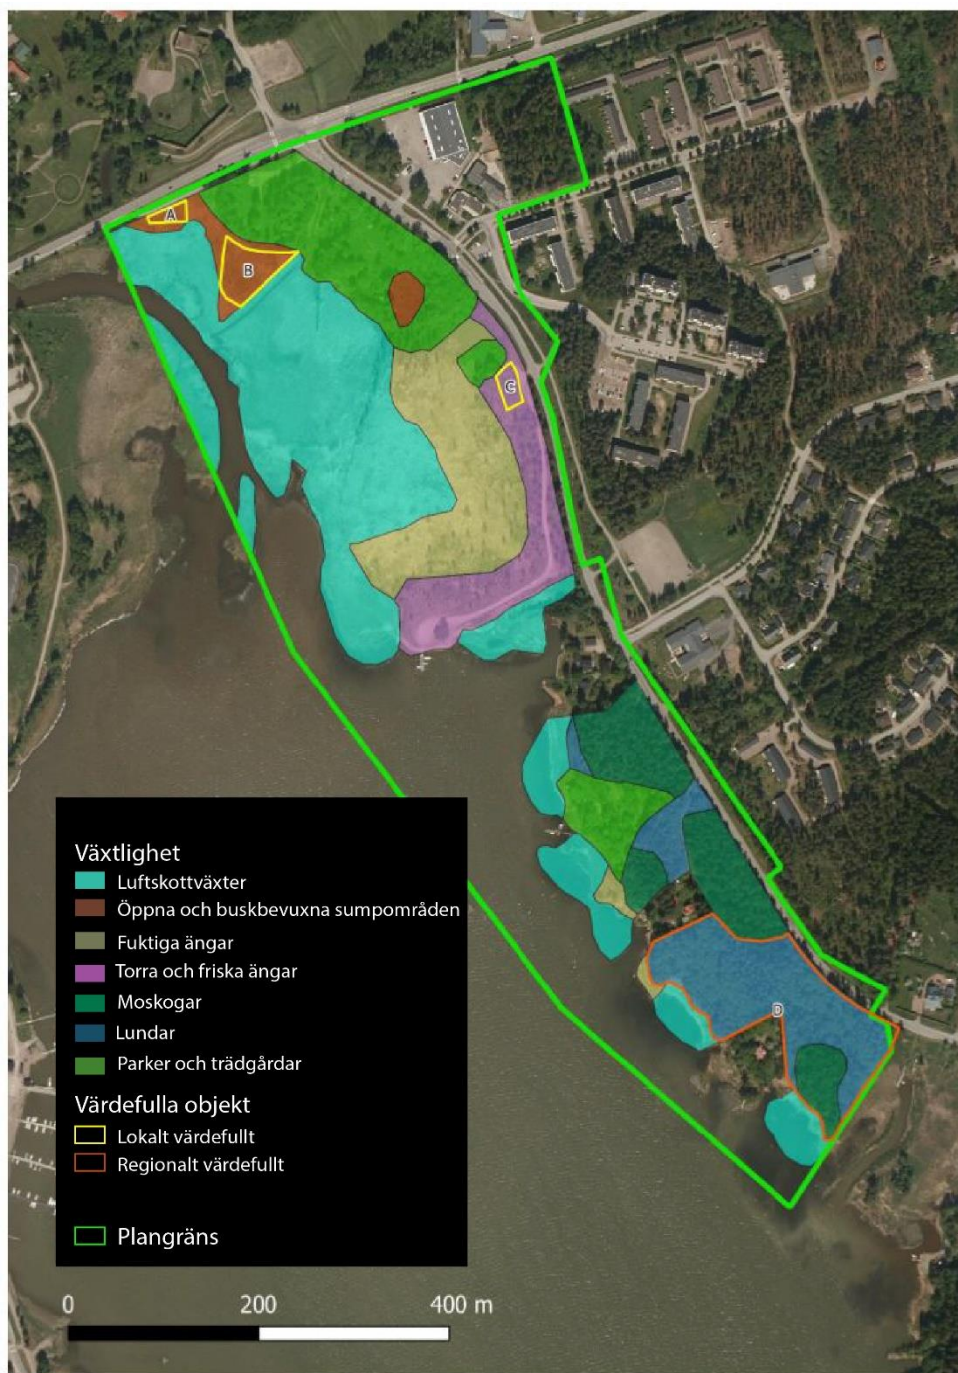 A
B
C
D
Växtlighet
Luftskottväxter
Öppna och buskbevuxna sumpområden
Fuktiga ängar
Torra och friska ängar
Moskogar
Lundar
Parker och trädgårdar
Värdefulla objekt
Lokalt värdefullt
Regionalt värdefullt
Plangräns
0 200 400 m